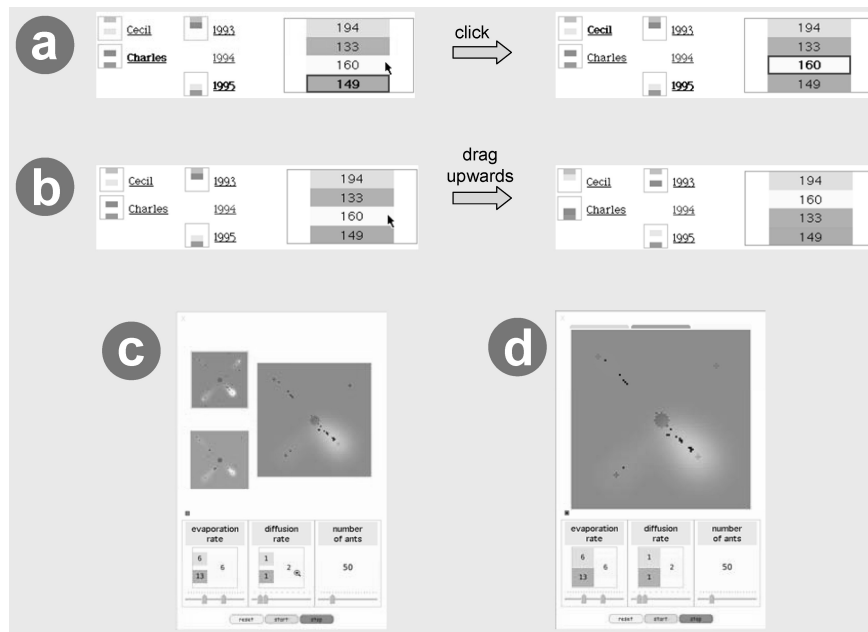 a
Cecil 1993 194
133
Charles 1994 160
1995 149
click
Cecil 1993 194
133
Charles 1994 160
1995 149
b
Cecil 1993 194
133
Charles 1994 160
1995 149
drag
upwards
Cecil 1993 194
160
Charles 1994 133
1995 149
c
evaporation rate
diffusion rate
number of ants
6 13 6
1 1 2
50
reset start stop
d
evaporation rate
diffusion rate
number of ants
6 13 6
1 1 2
50
reset start stop